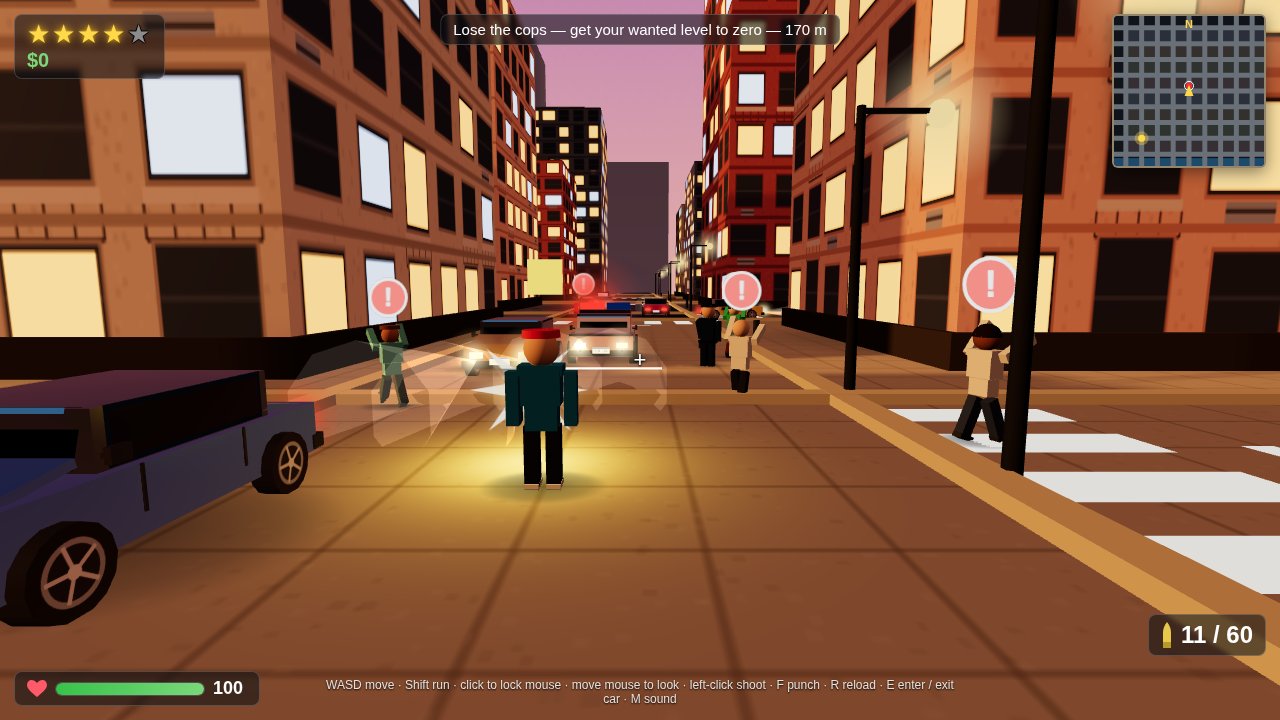 Lose the cops — get your wanted level to zero — 170 m
$0
N
!
!
!
!
11 / 60
100
WASD move · Shift run · click to lock mouse · move mouse to look · left-click shoot · F punch · R reload · E enter / exit
car · M sound